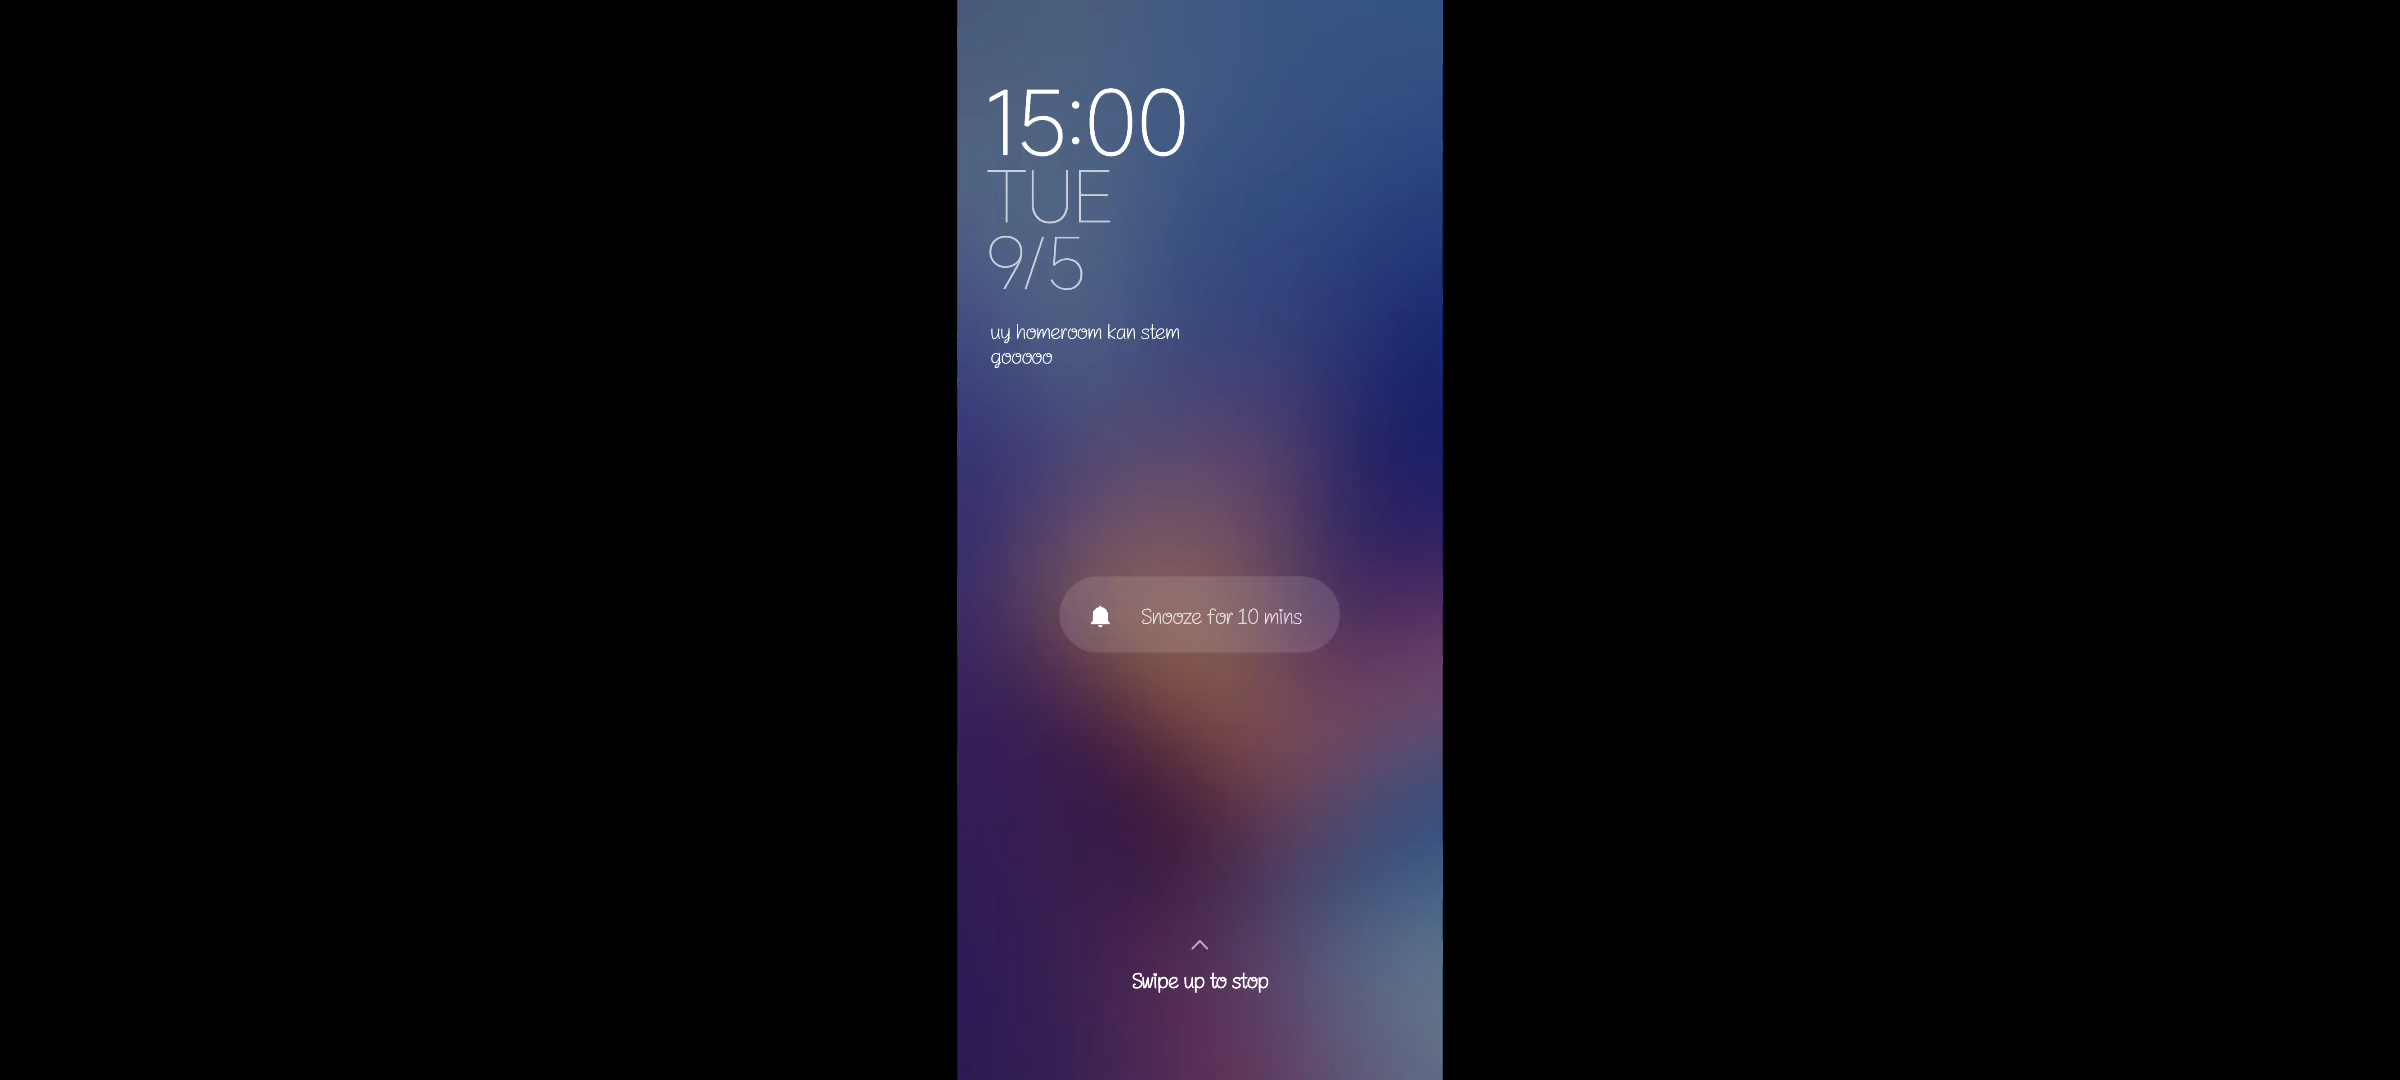 15:00
TUE
9/5
uy homeroom kan stem
gooooo
Snooze for 10 mins
Swipe up to stop